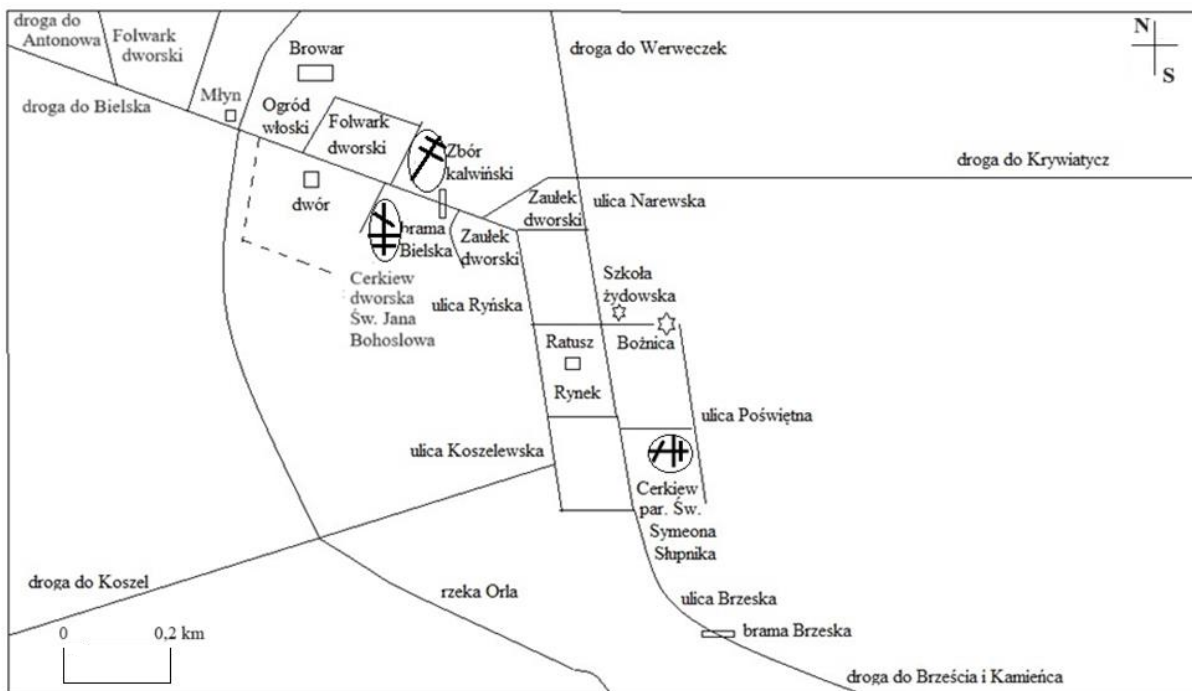 droga do
Antonowa
Folwark
dworski
Browar
droga do Werweczek
N
S
droga do Bielska
Młyn
Ogród
włoski
Folwark
dworski
Zbór
kalwiński
droga do Krywiatycz
dwór
Zaułek
dworski
ulica Narewska
brama
Bielska
Zaułek
dworski
Cerkiew
dworska
Św. Jana
Bohosłowa
ulica Ryńska
Szkoła
żydowska
Ratusz
Bożnica
Rynek
ulica Poświętna
ulica Koszelewska
Cerkiew
par. Św.
Symeona
Słupnika
droga do Koszel
rzeka Orla
ulica Brzeska
0
0,2 km
brama Brzeska
droga do Brześcia i Kamieńca